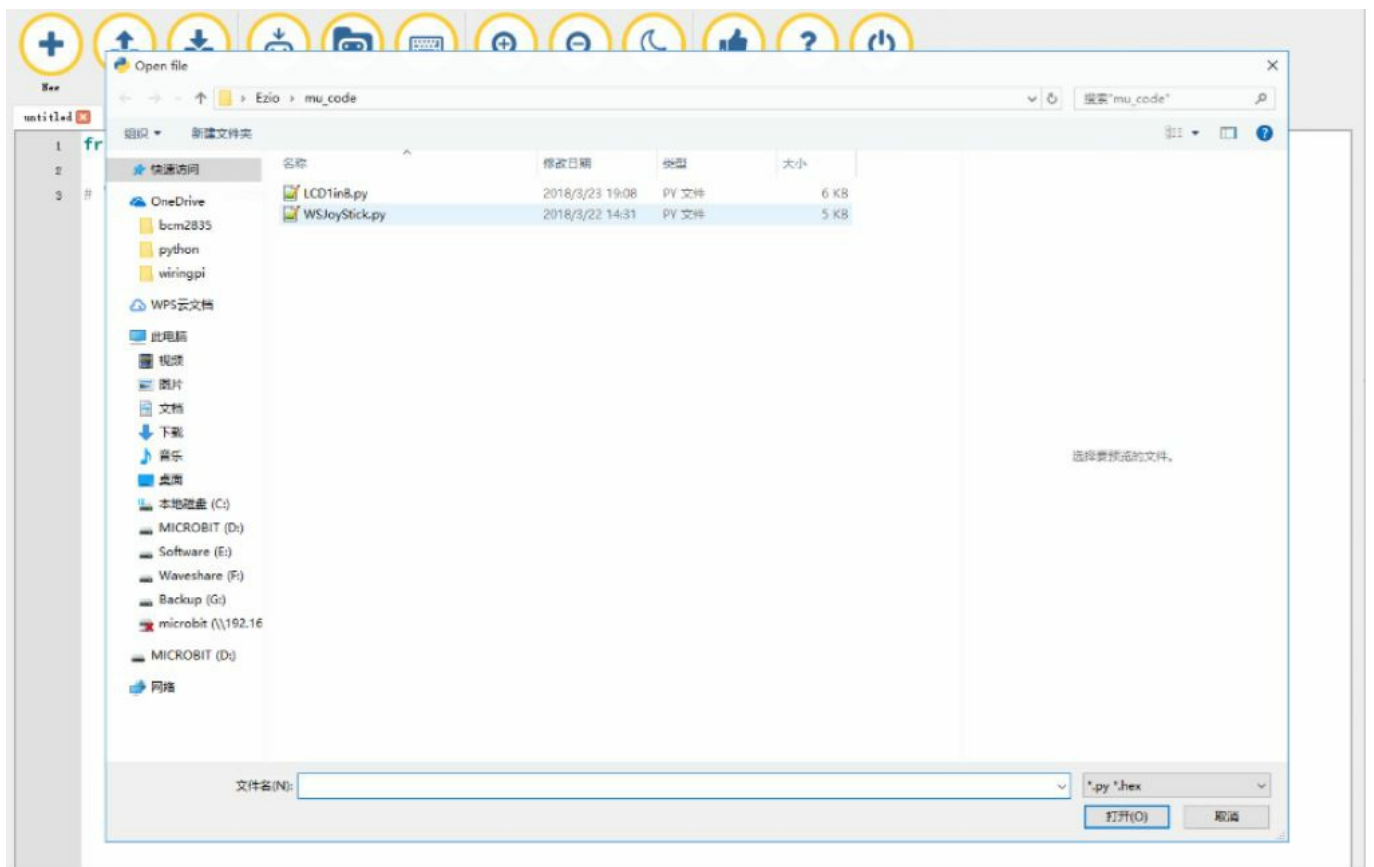 New
Open file
Ezio › mu_code
搜索"mu_code"
untitled
组织 新建文件夹
1 fr
2
3 #
快速访问
OneDrive
bcm2835
python
wiringpi
WPS云文档
此电脑
视频
图片
文档
下载
音乐
桌面
本地磁盘 (C:)
MICROBIT (D:)
Software (E:)
Waveshare (F:)
Backup (G:)
microbit (\\192.16
MICROBIT (D:)
网络
名称 修改日期 类型 大小
LCD1in8.py 2018/3/23 19:08 PY 文件 6 KB
WSJoyStick.py 2018/3/22 14:31 PY 文件 5 KB
选择要预览的文件。
文件名(N):
*.py *.hex
打开(O) 取消